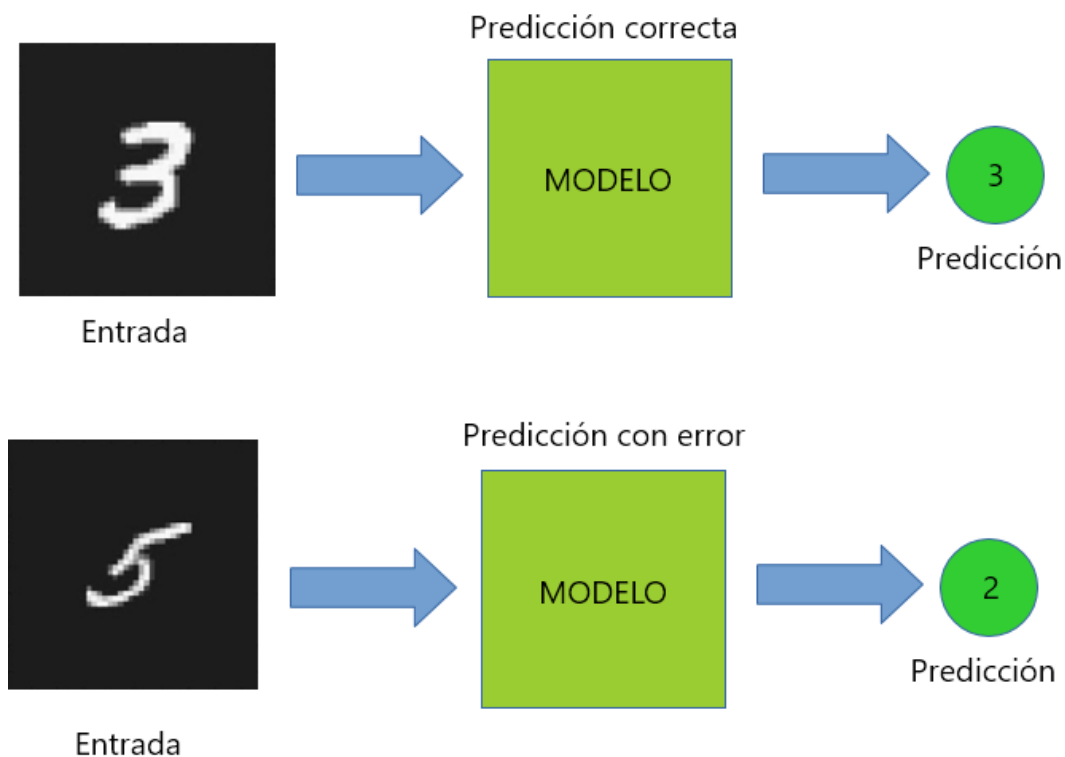 Predicción correcta
3
MODELO
3
Predicción
Entrada
Predicción con error
5
MODELO
2
Predicción
Entrada